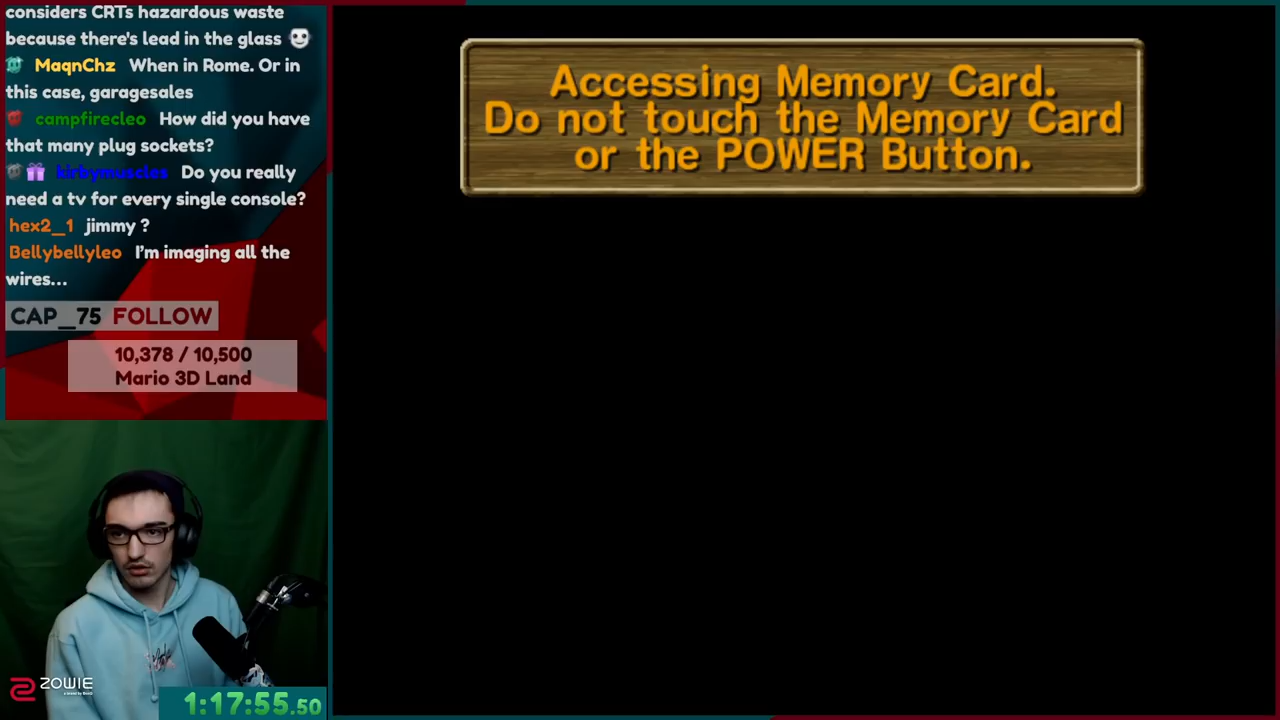 considers CRTs hazardous waste
because there's lead in the glass
MaqnChz When in Rome. Or in
this case, garagesales
campfirecleo How did you have
that many plug sockets?
kirbymuscles Do you really
need a tv for every single console?
hex2_1 jimmy ?
Bellybellyleo I'm imaging all the
wires...
CAP_75 FOLLOW
10,378 / 10,500
Mario 3D Land
ZOWIE
1:17:55.50
Accessing Memory Card.
Do not touch the Memory Card
or the POWER Button.